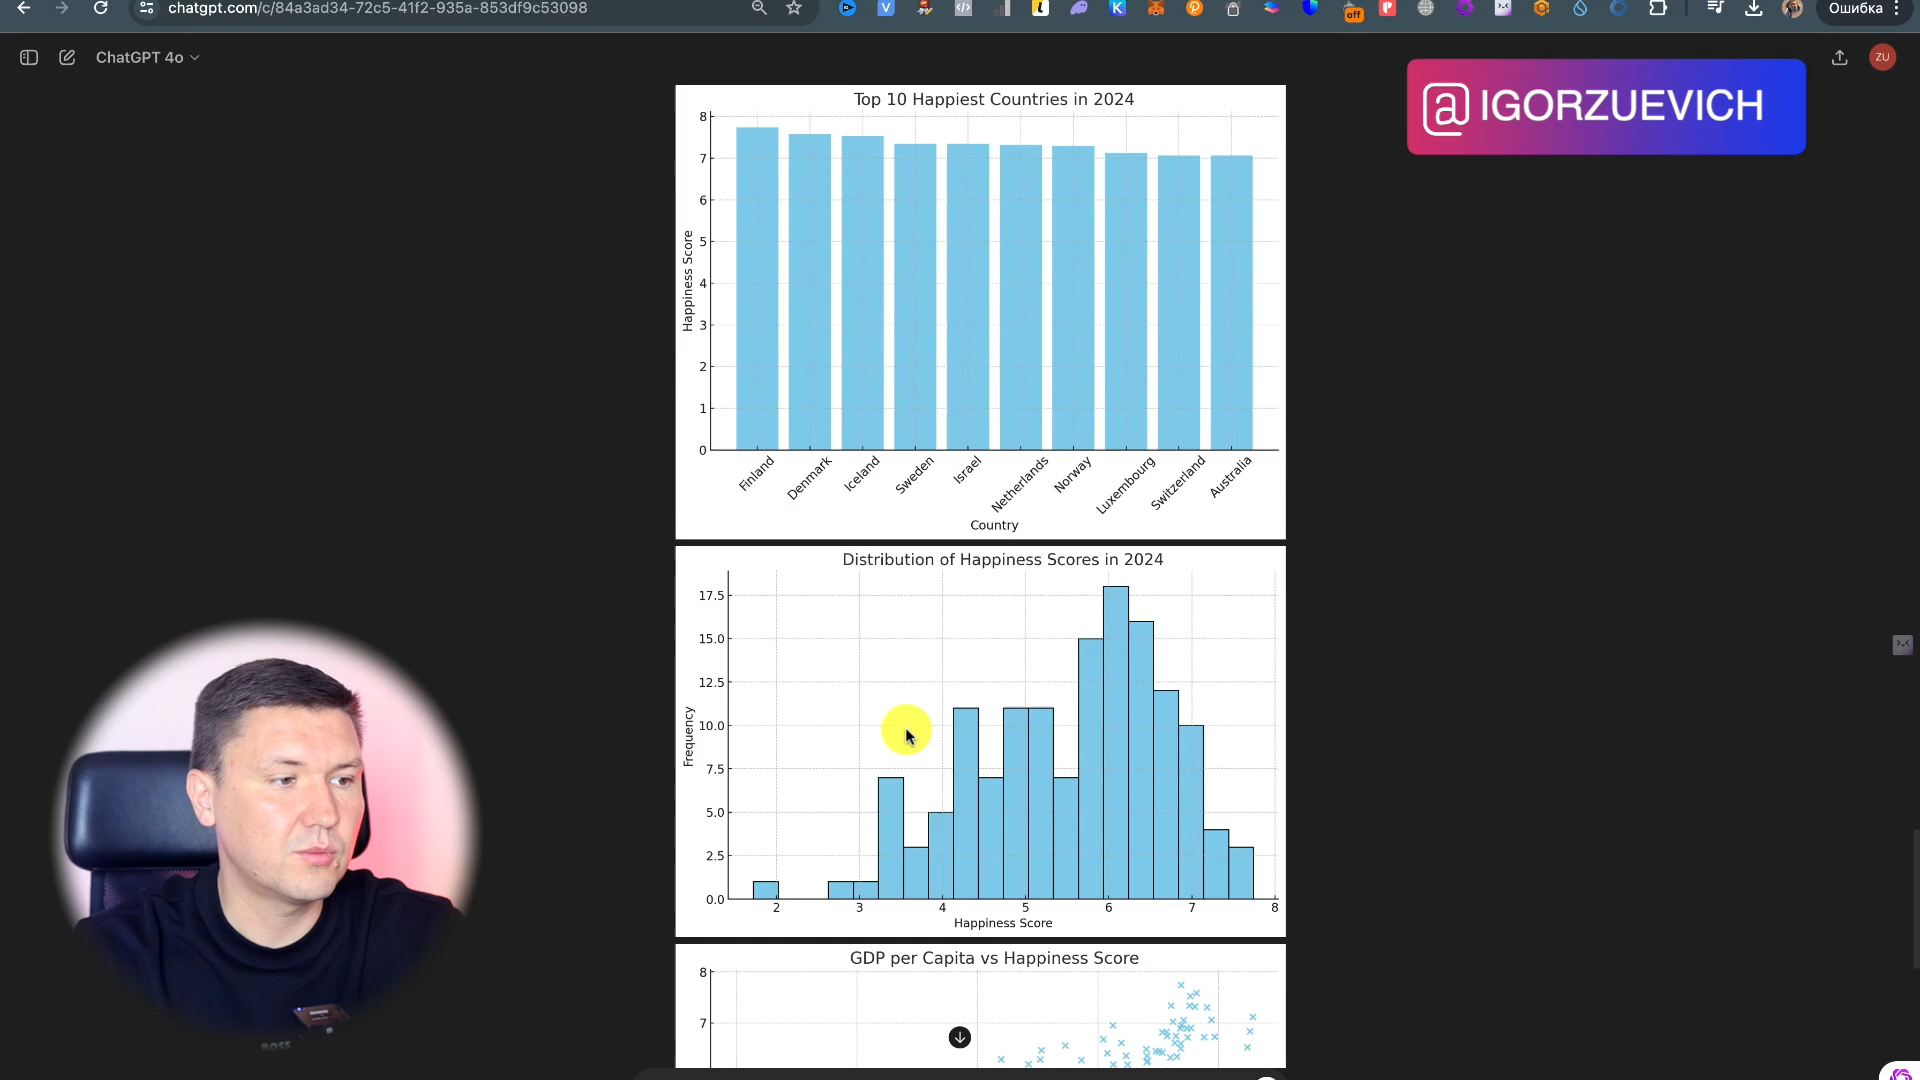 chatgpt.com/c/84a3ad34-72c5-41f2-935a-853df9c53098
off
Ошибка
ChatGPT 4o
ZU
@IGORZUEVICH
Top 10 Happiest Countries in 2024
8
7
6
5
4
3
2
1
0
Happiness Score
Finland
Denmark
Iceland
Sweden
Israel
Netherlands
Norway
Luxembourg
Switzerland
Australia
Country
Distribution of Happiness Scores in 2024
17.5
15.0
12.5
10.0
7.5
5.0
2.5
0.0
Frequency
2 3 4 5 6 7 8
Happiness Score
GDP per Capita vs Happiness Score
8
7
BOSS